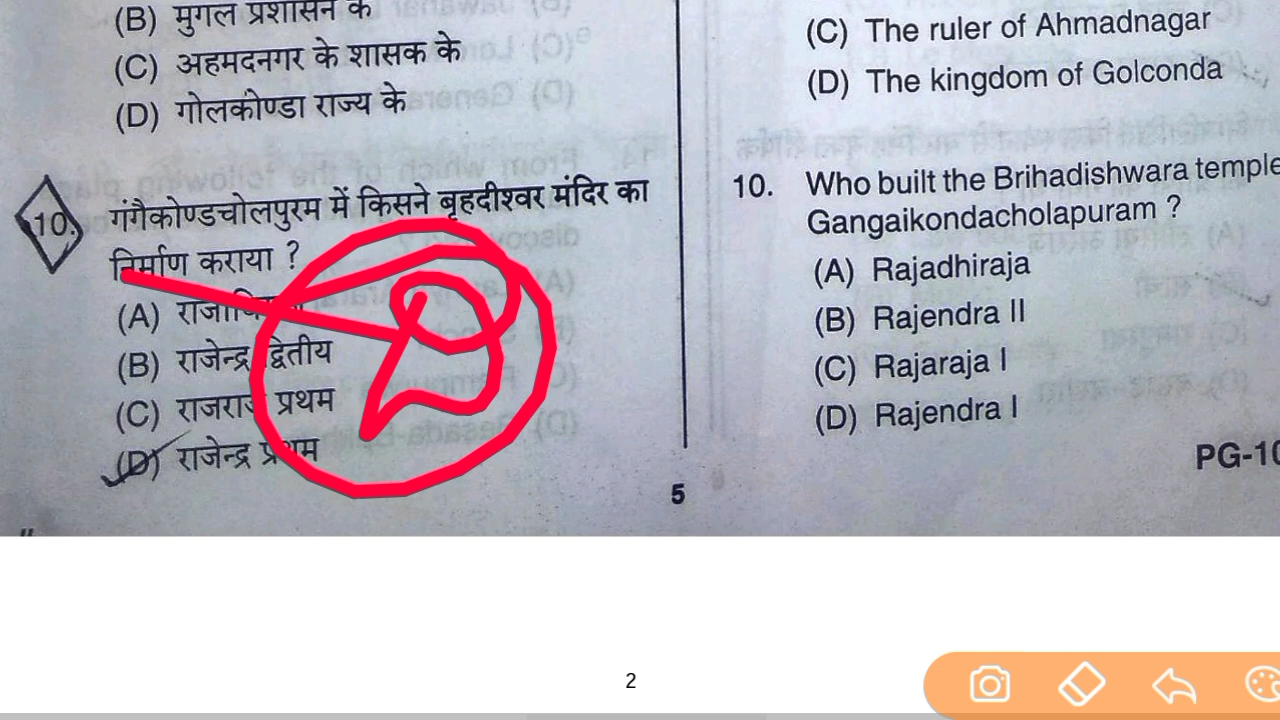 (B) मुगल प्रशासन के
(C) अहमदनगर के शासक के
(D) गोलकोण्डा राज्य के
10. गंगैकोण्डचोलपुरम में किसने बृहदीश्वर मंदिर का
निर्माण कराया ?
(A)
(B) राजेन्द्र द्वितीय
(C) राजराज प्रथम
(D) राजेन्द्र प्रथम
(C) The ruler of Ahmadnagar
(D) The kingdom of Golconda
10. Who built the Brihadishwara temple
Gangaikondacholapuram ?
(A) Rajadhiraja
(B) Rajendra II
(C) Rajaraja I
(D) Rajendra I
PG-10
5
2